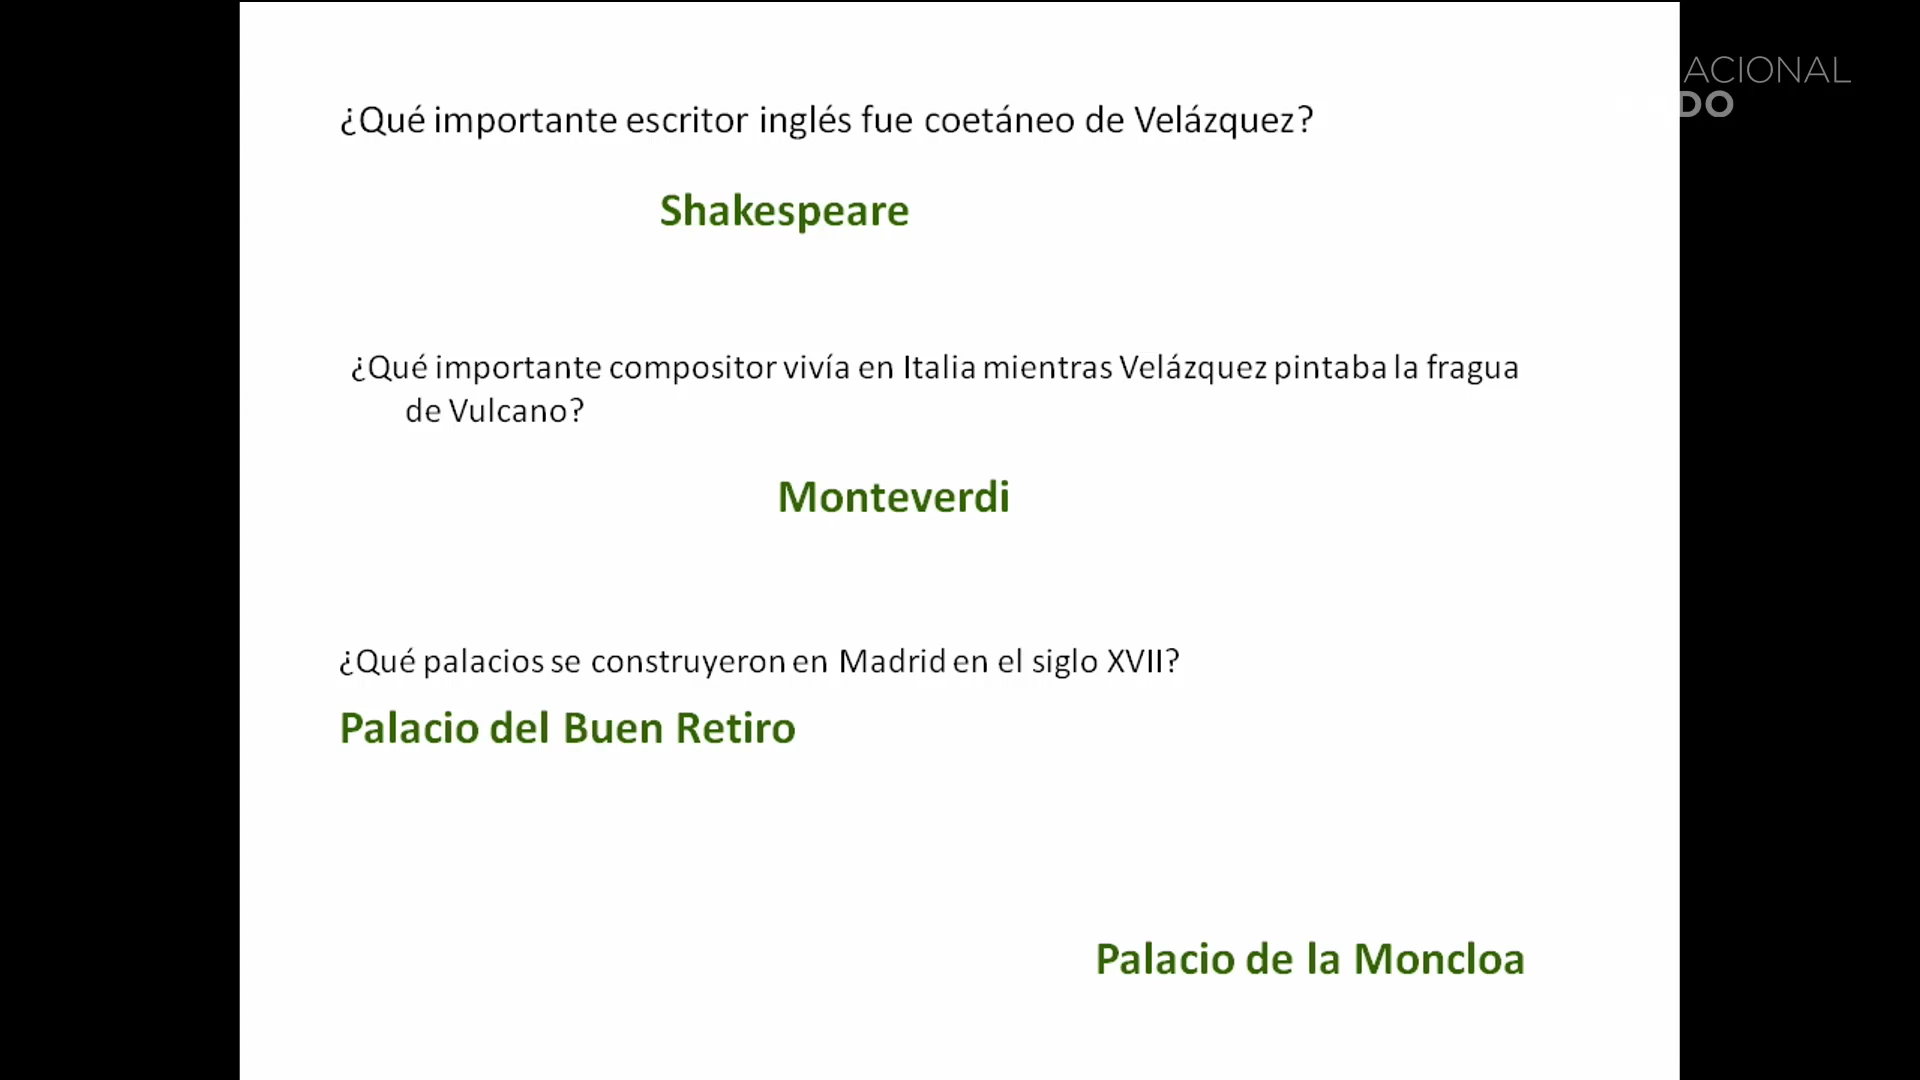 ACIONAL
DO
¿Qué importante escritor inglés fue coetáneo de Velázquez?
Shakespeare
¿Qué importante compositor vivía en Italia mientras Velázquez pintaba la fragua
de Vulcano?
Monteverdi
¿Qué palacios se construyeron en Madrid en el siglo XVII?
Palacio del Buen Retiro
Palacio de la Moncloa